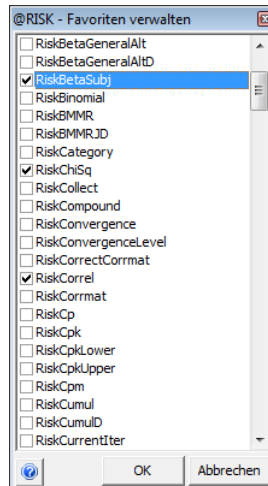 @RISK - Favoriten verwalten
RiskBetaGeneralAlt
RiskBetaGeneralAltD
RiskBetaSubj
RiskBinomial
RiskBMMR
RiskBMMRJD
RiskCategory
RiskChiSq
RiskCollect
RiskCompound
RiskConvergence
RiskConvergenceLevel
RiskCorrectCorrmat
RiskCorrel
RiskCorrmat
RiskCp
RiskCpk
RiskCpkLower
RiskCpkUpper
RiskCpm
RiskCumul
RiskCumulD
RiskCurrentIter
OK Abbrechen